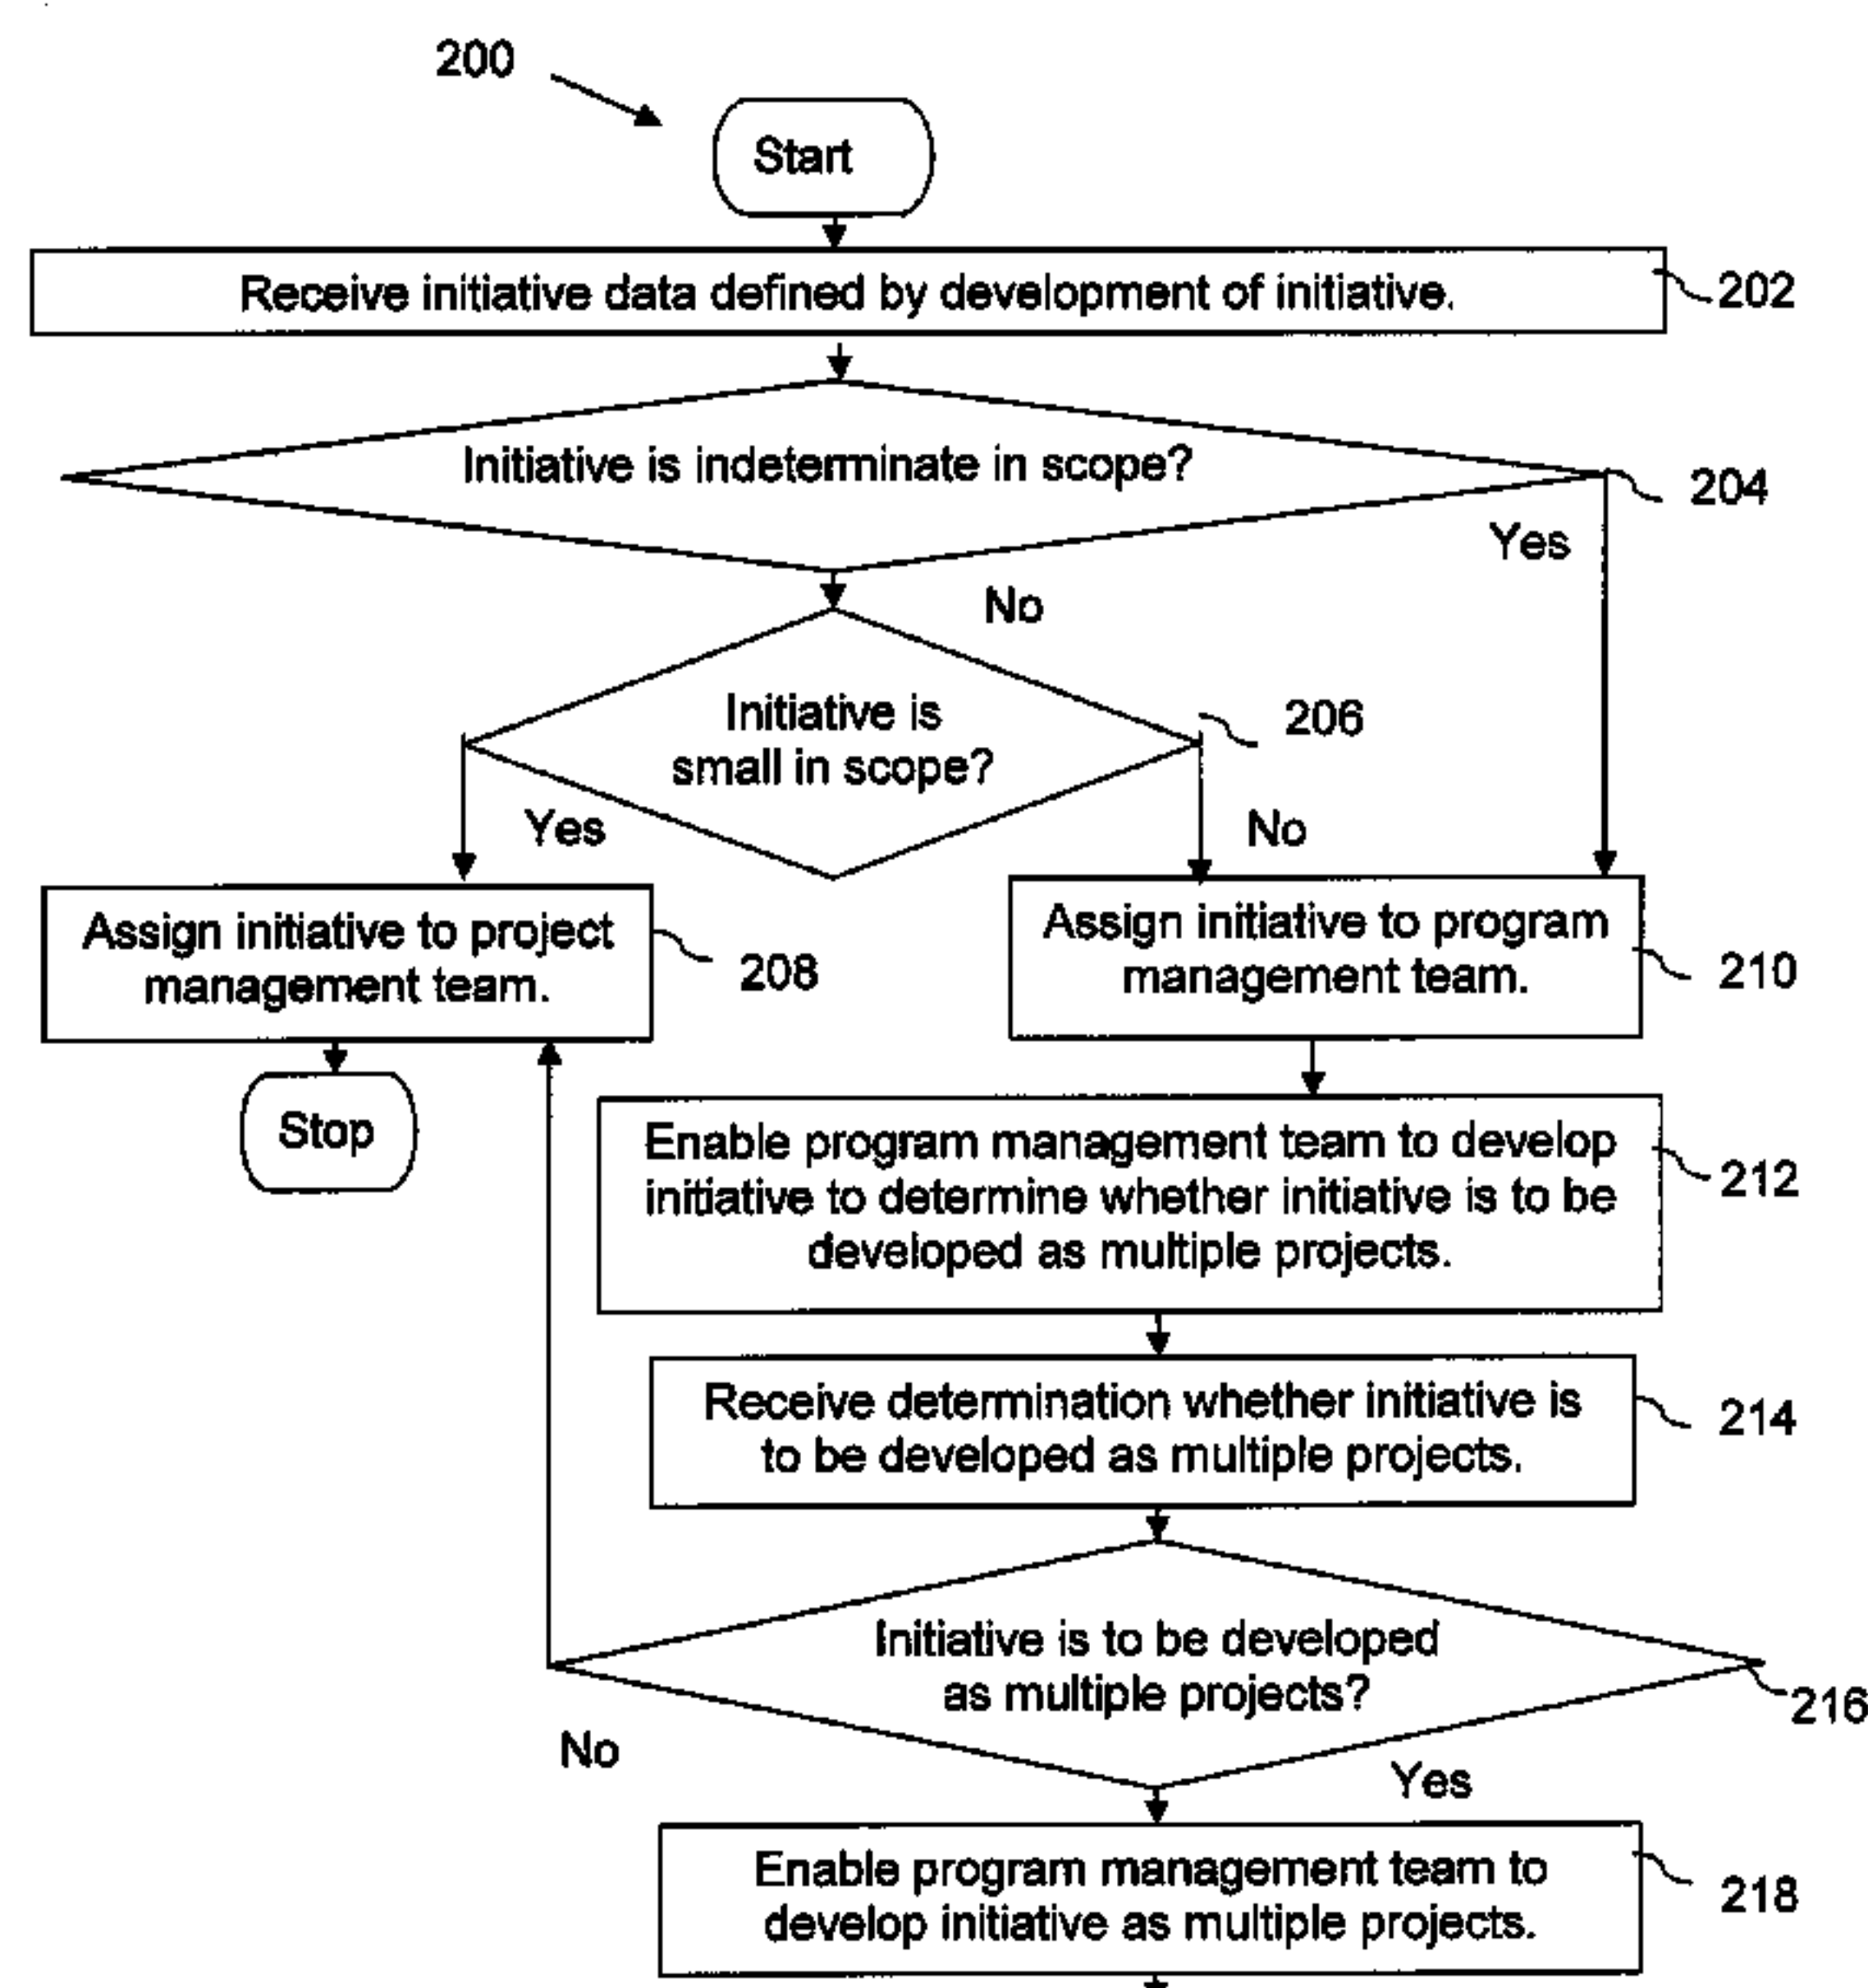 200
Start
Receive initiative data defined by development of initiative.
202
Initiative is indeterminate in scope?
204
Yes
No
Initiative is
small in scope?
206
Yes
No
Assign initiative to project
management team.
208
Assign initiative to program
management team.
210
Stop
Enable program management team to develop
initiative to determine whether initiative is to be
developed as multiple projects.
212
Receive determination whether initiative is
to be developed as multiple projects.
214
Initiative is to be developed
as multiple projects?
216
No
Yes
Enable program management team to
develop initiative as multiple projects.
218